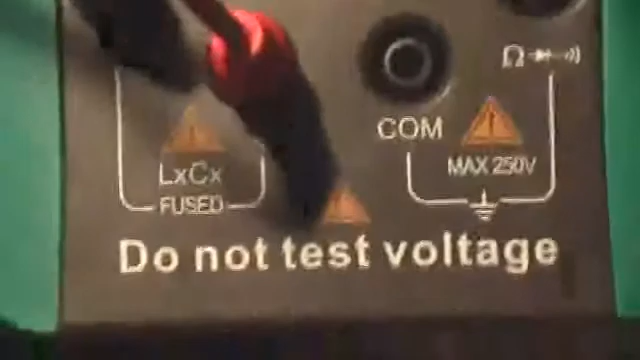 Ω
COM
MAX 250V
LxCx
FUSED
Do not test voltage